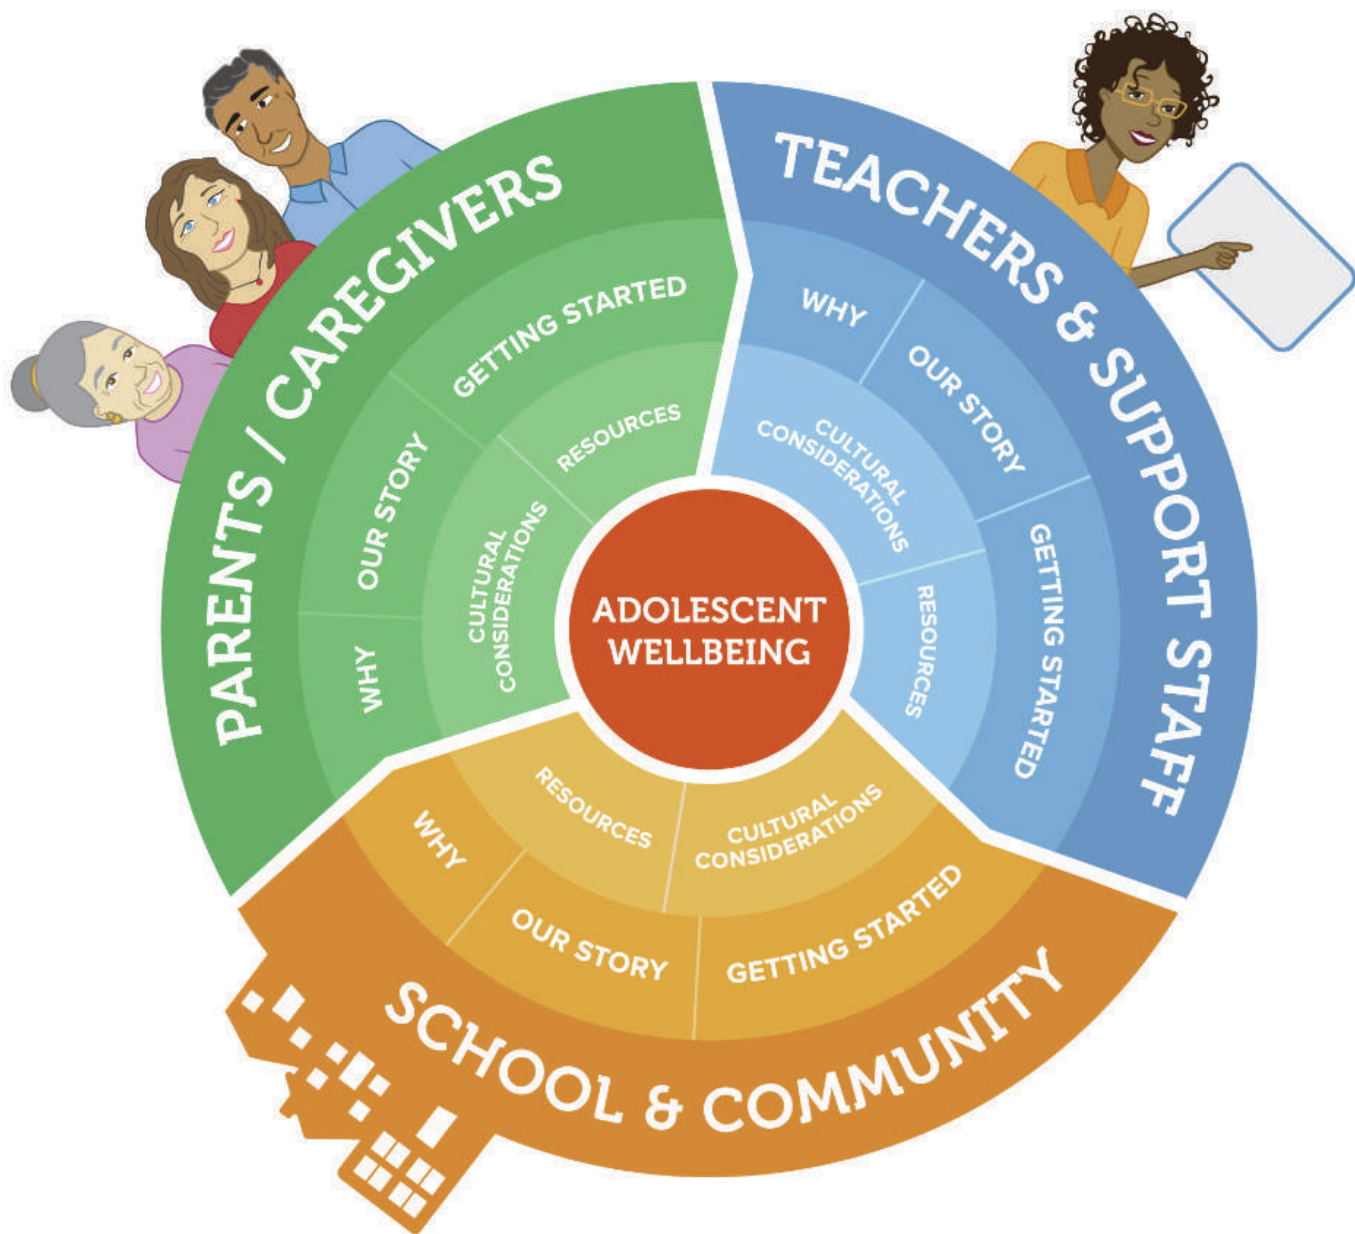 PARENTS / CAREGIVERS
GETTING STARTED
OUR STORY
WHY
RESOURCES
CULTURAL
CONSIDERATIONS
TEACHERS & SUPPORT STAFF
WHY
OUR STORY
GETTING STARTED
CULTURAL
CONSIDERATIONS
RESOURCES
ADOLESCENT
WELLBEING
RESOURCES
CULTURAL
CONSIDERATIONS
WHY
OUR STORY
GETTING STARTED
SCHOOL & COMMUNITY